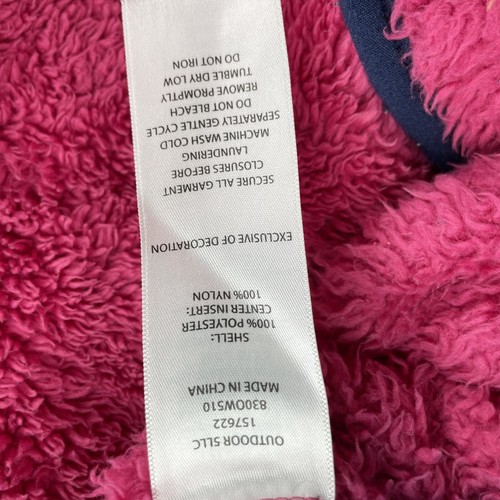 OUTDOOR 5LLC
157622
830OW510
MADE IN CHINA
SHELL:
100% POLYESTER
CENTER INSERT:
100% NYLON
EXCLUSIVE OF DECORATION
SECURE ALL GARMENT
CLOSURES BEFORE
LAUNDERING
MACHINE WASH COLD
SEPARATELY GENTLE CYCLE
DO NOT BLEACH
REMOVE PROMPTLY
TUMBLE DRY LOW
DO NOT IRON